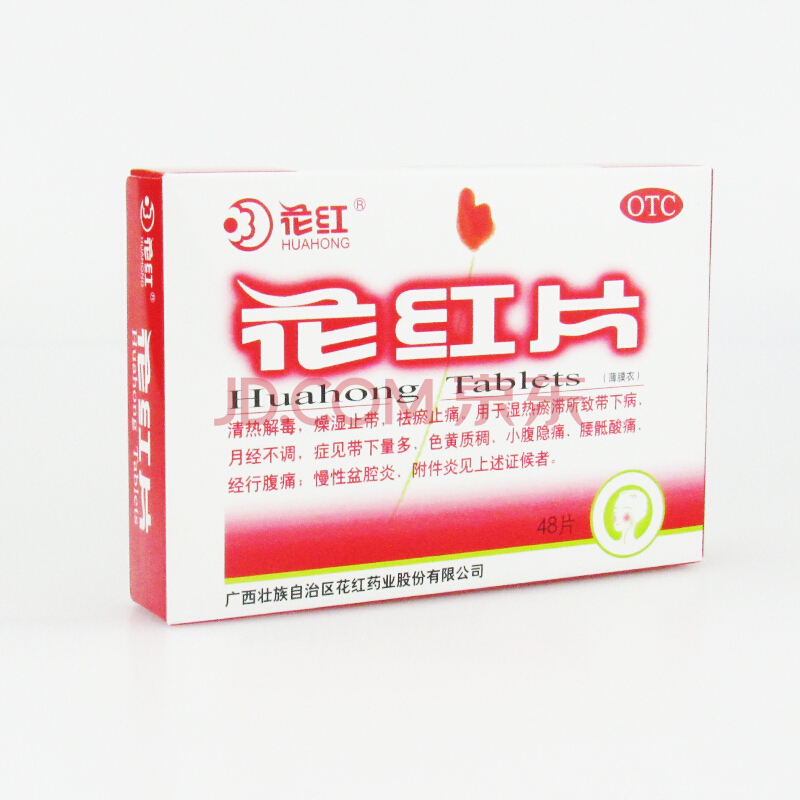 花红®
HUAHONG
OTC
花红片
Huahong Tablets
(薄膜衣)
JD.COM 京东
清热解毒，燥湿止带，祛瘀止痛。用于湿热瘀滞所致带下病、
月经不调，症见带下量多、色黄质稠、小腹隐痛、腰骶酸痛、
经行腹痛；慢性盆腔炎、附件炎见上述证候者。
48片
广西壮族自治区花红药业股份有限公司
花红®
HUAHONG
花红片
Huahong Tablets